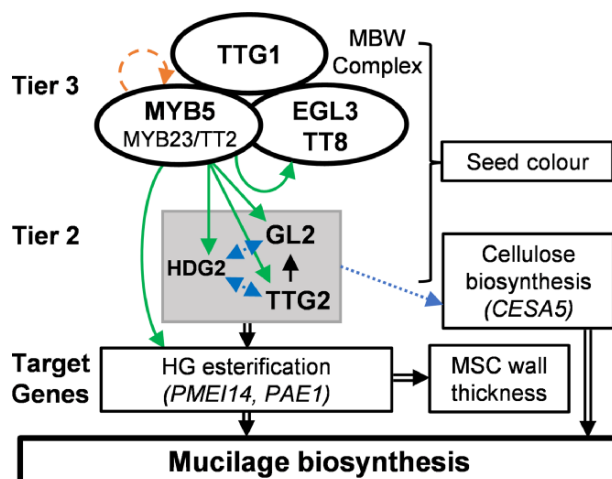 TTG1
MBW
Complex
Tier 3
MYB5
MYB23/TT2
EGL3
TT8
Seed colour
Tier 2
GL2
HDG2
TTG2
Cellulose
biosynthesis
(CESA5)
Target
Genes
HG esterification
(PMEI14, PAE1)
MSC wall
thickness
Mucilage biosynthesis